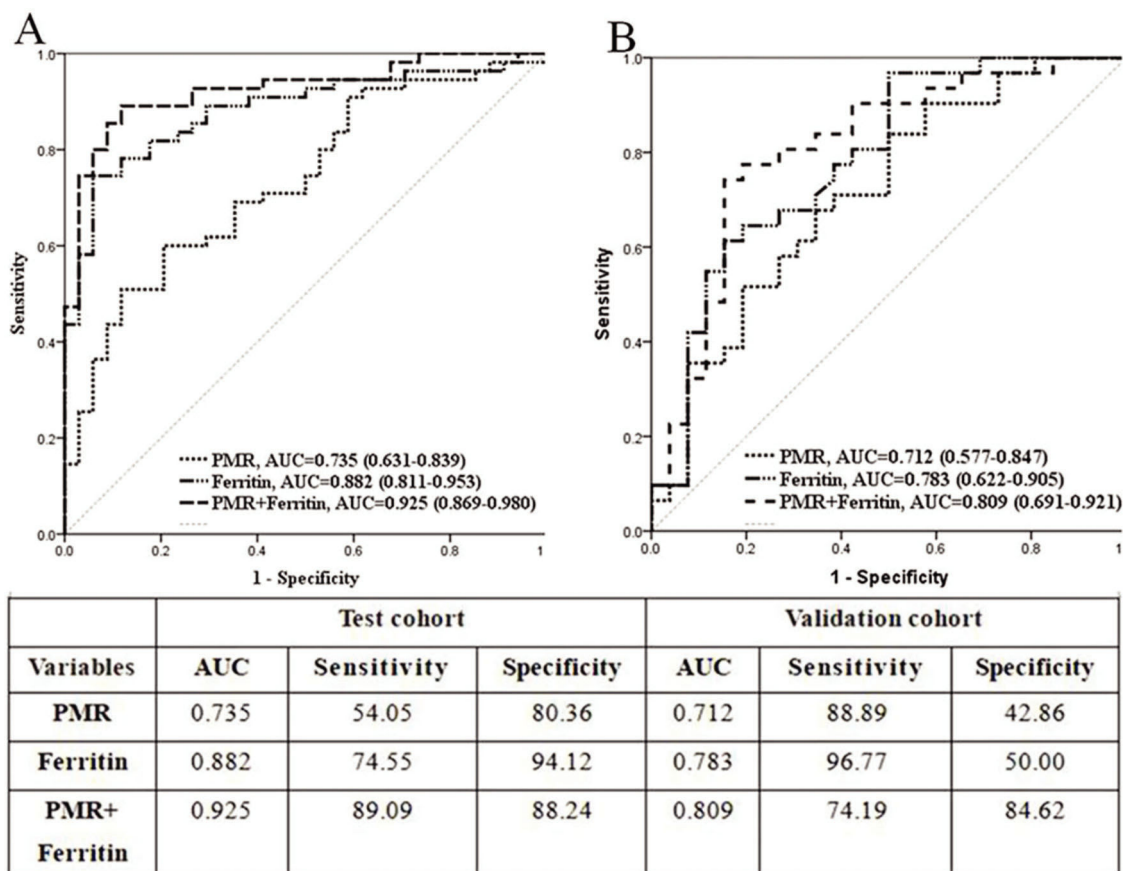 A
1.0
0.8
0.6
0.4
0.2
0.0
Sensitivity
PMR, AUC=0.735 (0.631-0.839)
Ferritin, AUC=0.882 (0.811-0.953)
PMR+Ferritin, AUC=0.925 (0.869-0.980)
0.0 0.2 0.4 0.6 0.8 1
1 - Specificity
B
1.0
0.8
0.6
0.4
0.2
0.0
Sensitivity
PMR, AUC=0.712 (0.577-0.847)
Ferritin, AUC=0.783 (0.622-0.905)
PMR+Ferritin, AUC=0.809 (0.691-0.921)
0.0 0.2 0.4 0.6 0.8 1
1 - Specificity
Test cohort Validation cohort
Variables AUC Sensitivity Specificity AUC Sensitivity Specificity
PMR 0.735 54.05 80.36 0.712 88.89 42.86
Ferritin 0.882 74.55 94.12 0.783 96.77 50.00
PMR+ 0.925 89.09 88.24 0.809 74.19 84.62
Ferritin